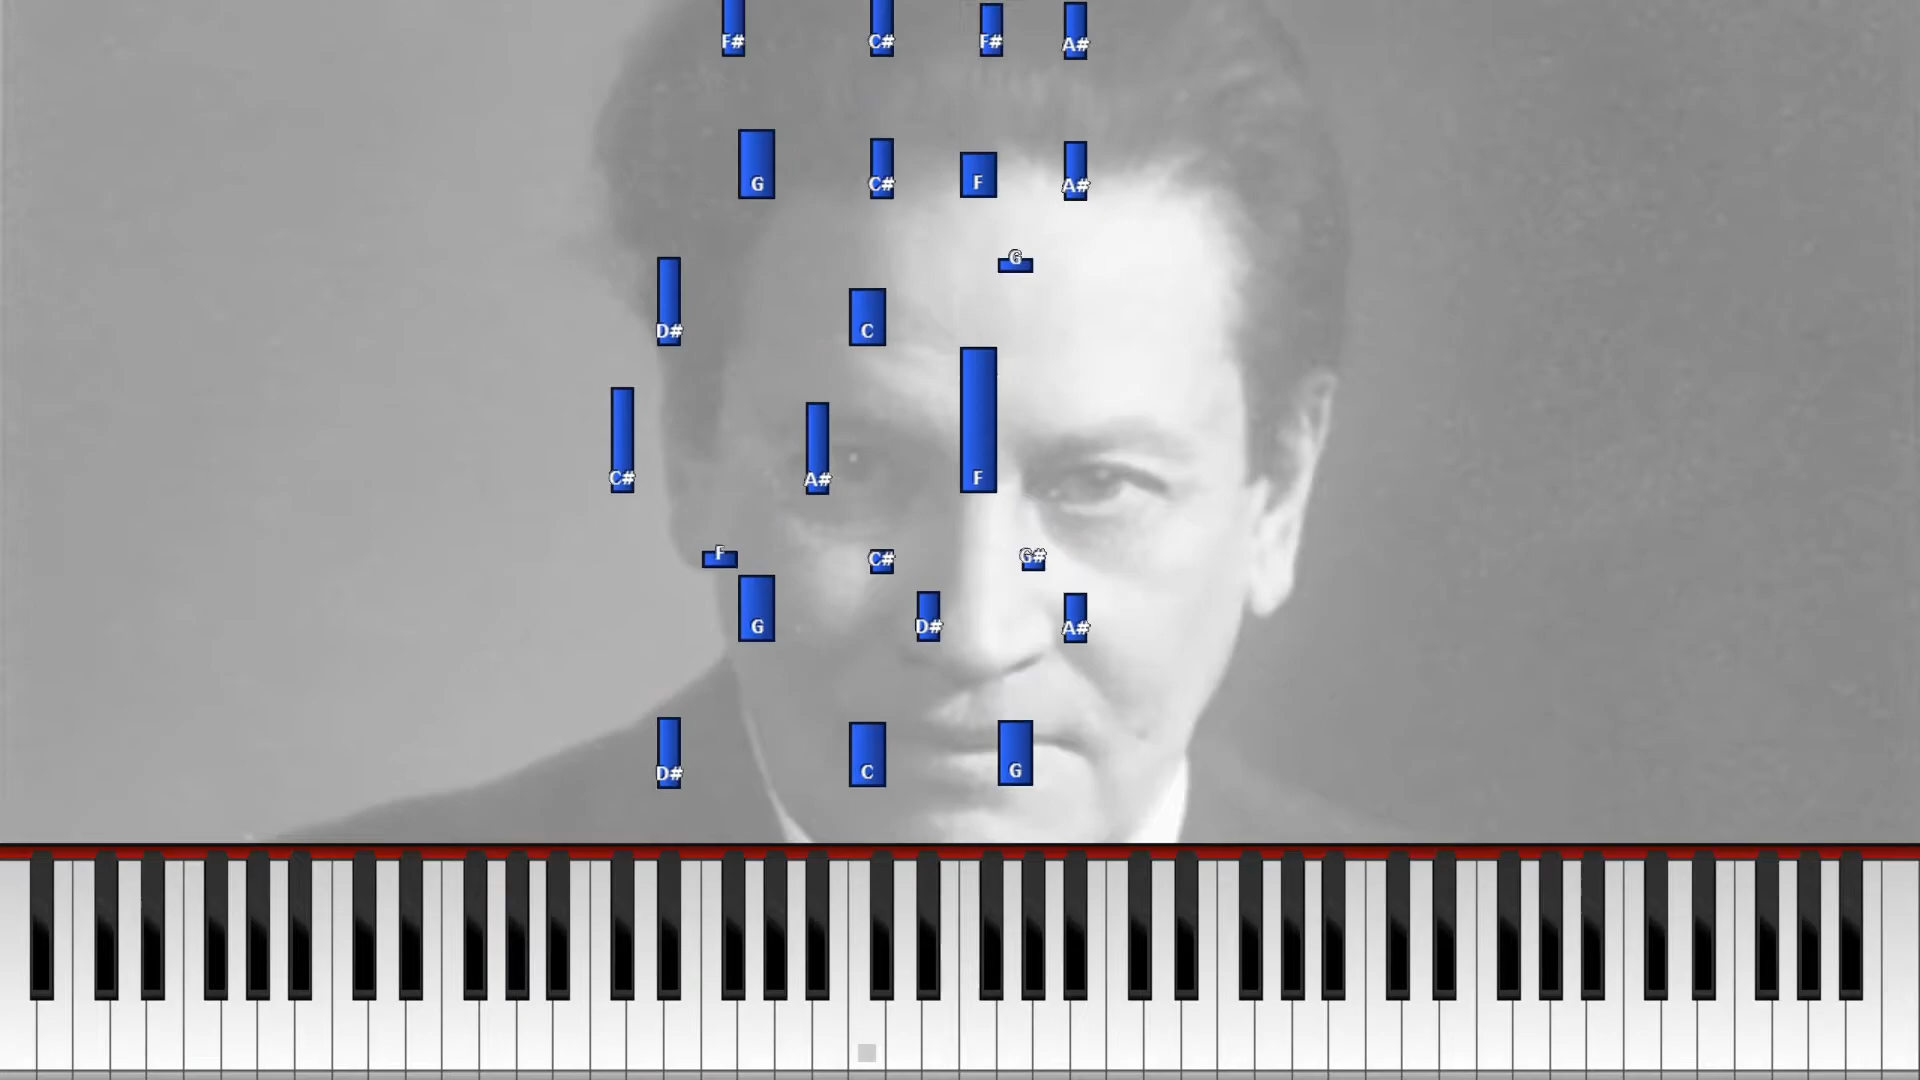 F# C# F# A#
G C# F A#
G
D# C
C# A# F
F C# G#
G D# A#
D# C G